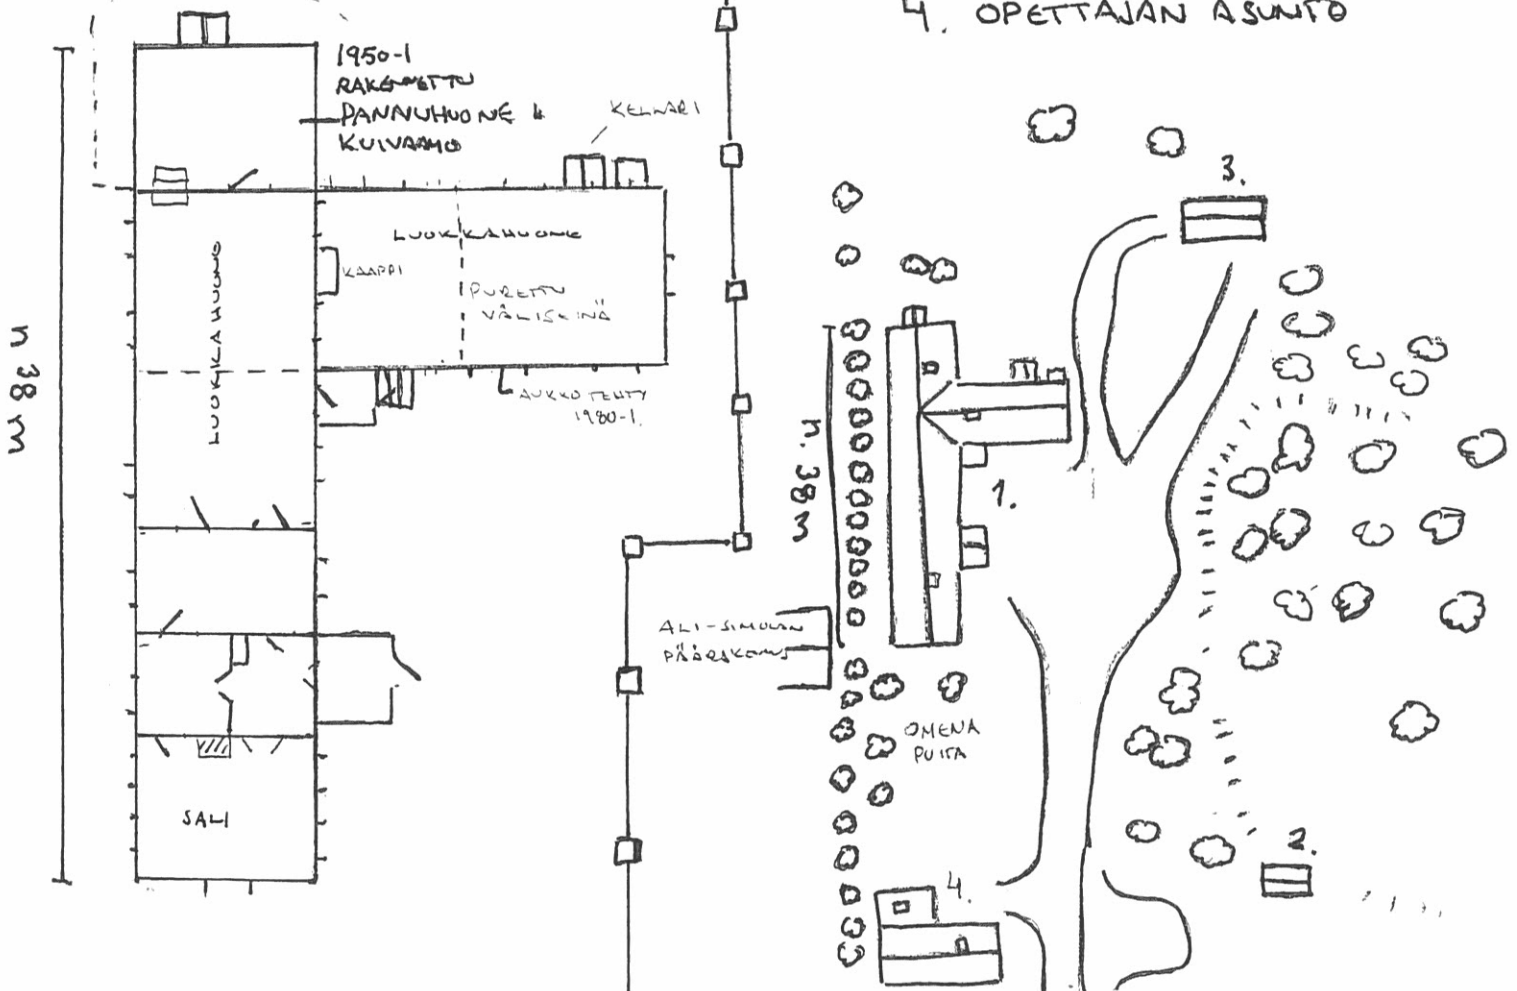 4. OPETTAJAN ASUNTO
1950-1
RAKENNETTU
PANNUHUONE &
KUIVAAMO
KELLARI
3.
LUOKKAHUONE
KAAPPI
PURETTU
VÄLISEINÄ
LUOKKAHUONE
n 38 m
AUKKO TEHTY
1980-l.
n. 38 m
1.
ALI-SIMOLAN
PÄÄRAKENNUS
OMENA
PUITA
SALI
2.
4.